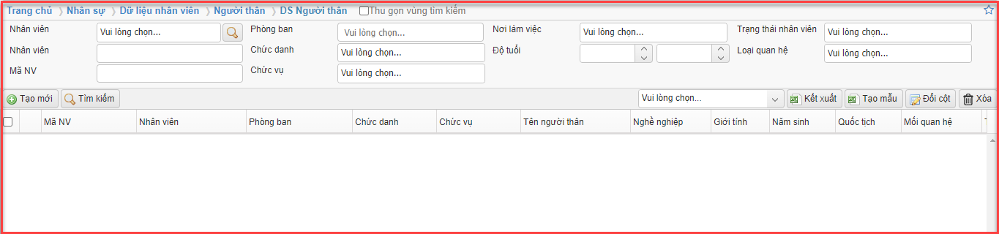 Trang chủ Nhân sự Dữ liệu nhân viên Người thân DS Người thân Thu gọn vùng tìm kiếm
Nhân viên Vui lòng chọn... Phòng ban Vui lòng chọn... Nơi làm việc Vui lòng chọn... Trạng thái nhân viên Vui lòng chọn...
Nhân viên Chức danh Vui lòng chọn... Độ tuổi Loại quan hệ Vui lòng chọn...
Mã NV Chức vụ Vui lòng chọn...
Tạo mới Tìm kiếm Vui lòng chọn... Kết xuất Tạo mẫu Đổi cột Xóa
Mã NV Nhân viên Phòng ban Chức danh Chức vụ Tên người thân Nghề nghiệp Giới tính Năm sinh Quốc tịch Mối quan hệ